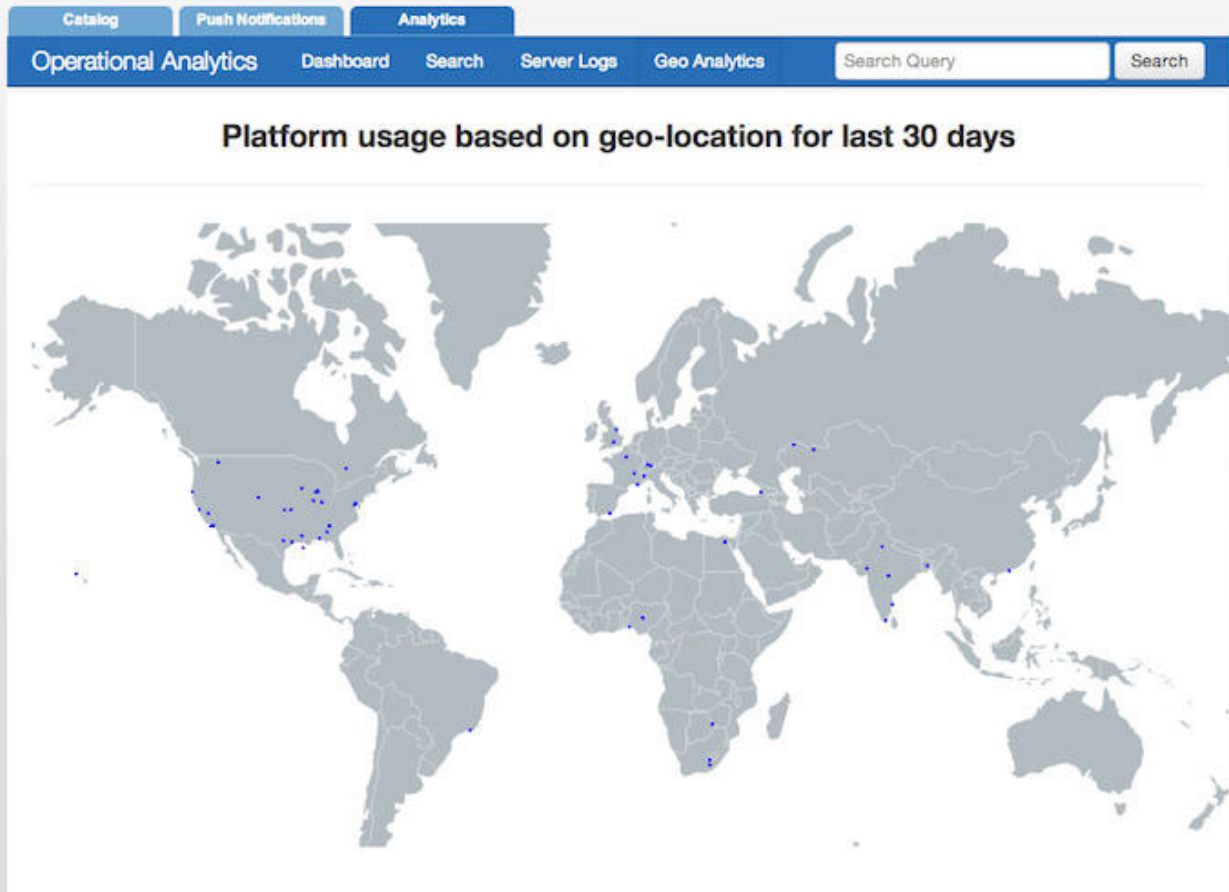 Catalog
Push Notifications
Analytics
Operational Analytics
Dashboard
Search
Server Logs
Geo Analytics
Search Query
Search
Platform usage based on geo-location for last 30 days